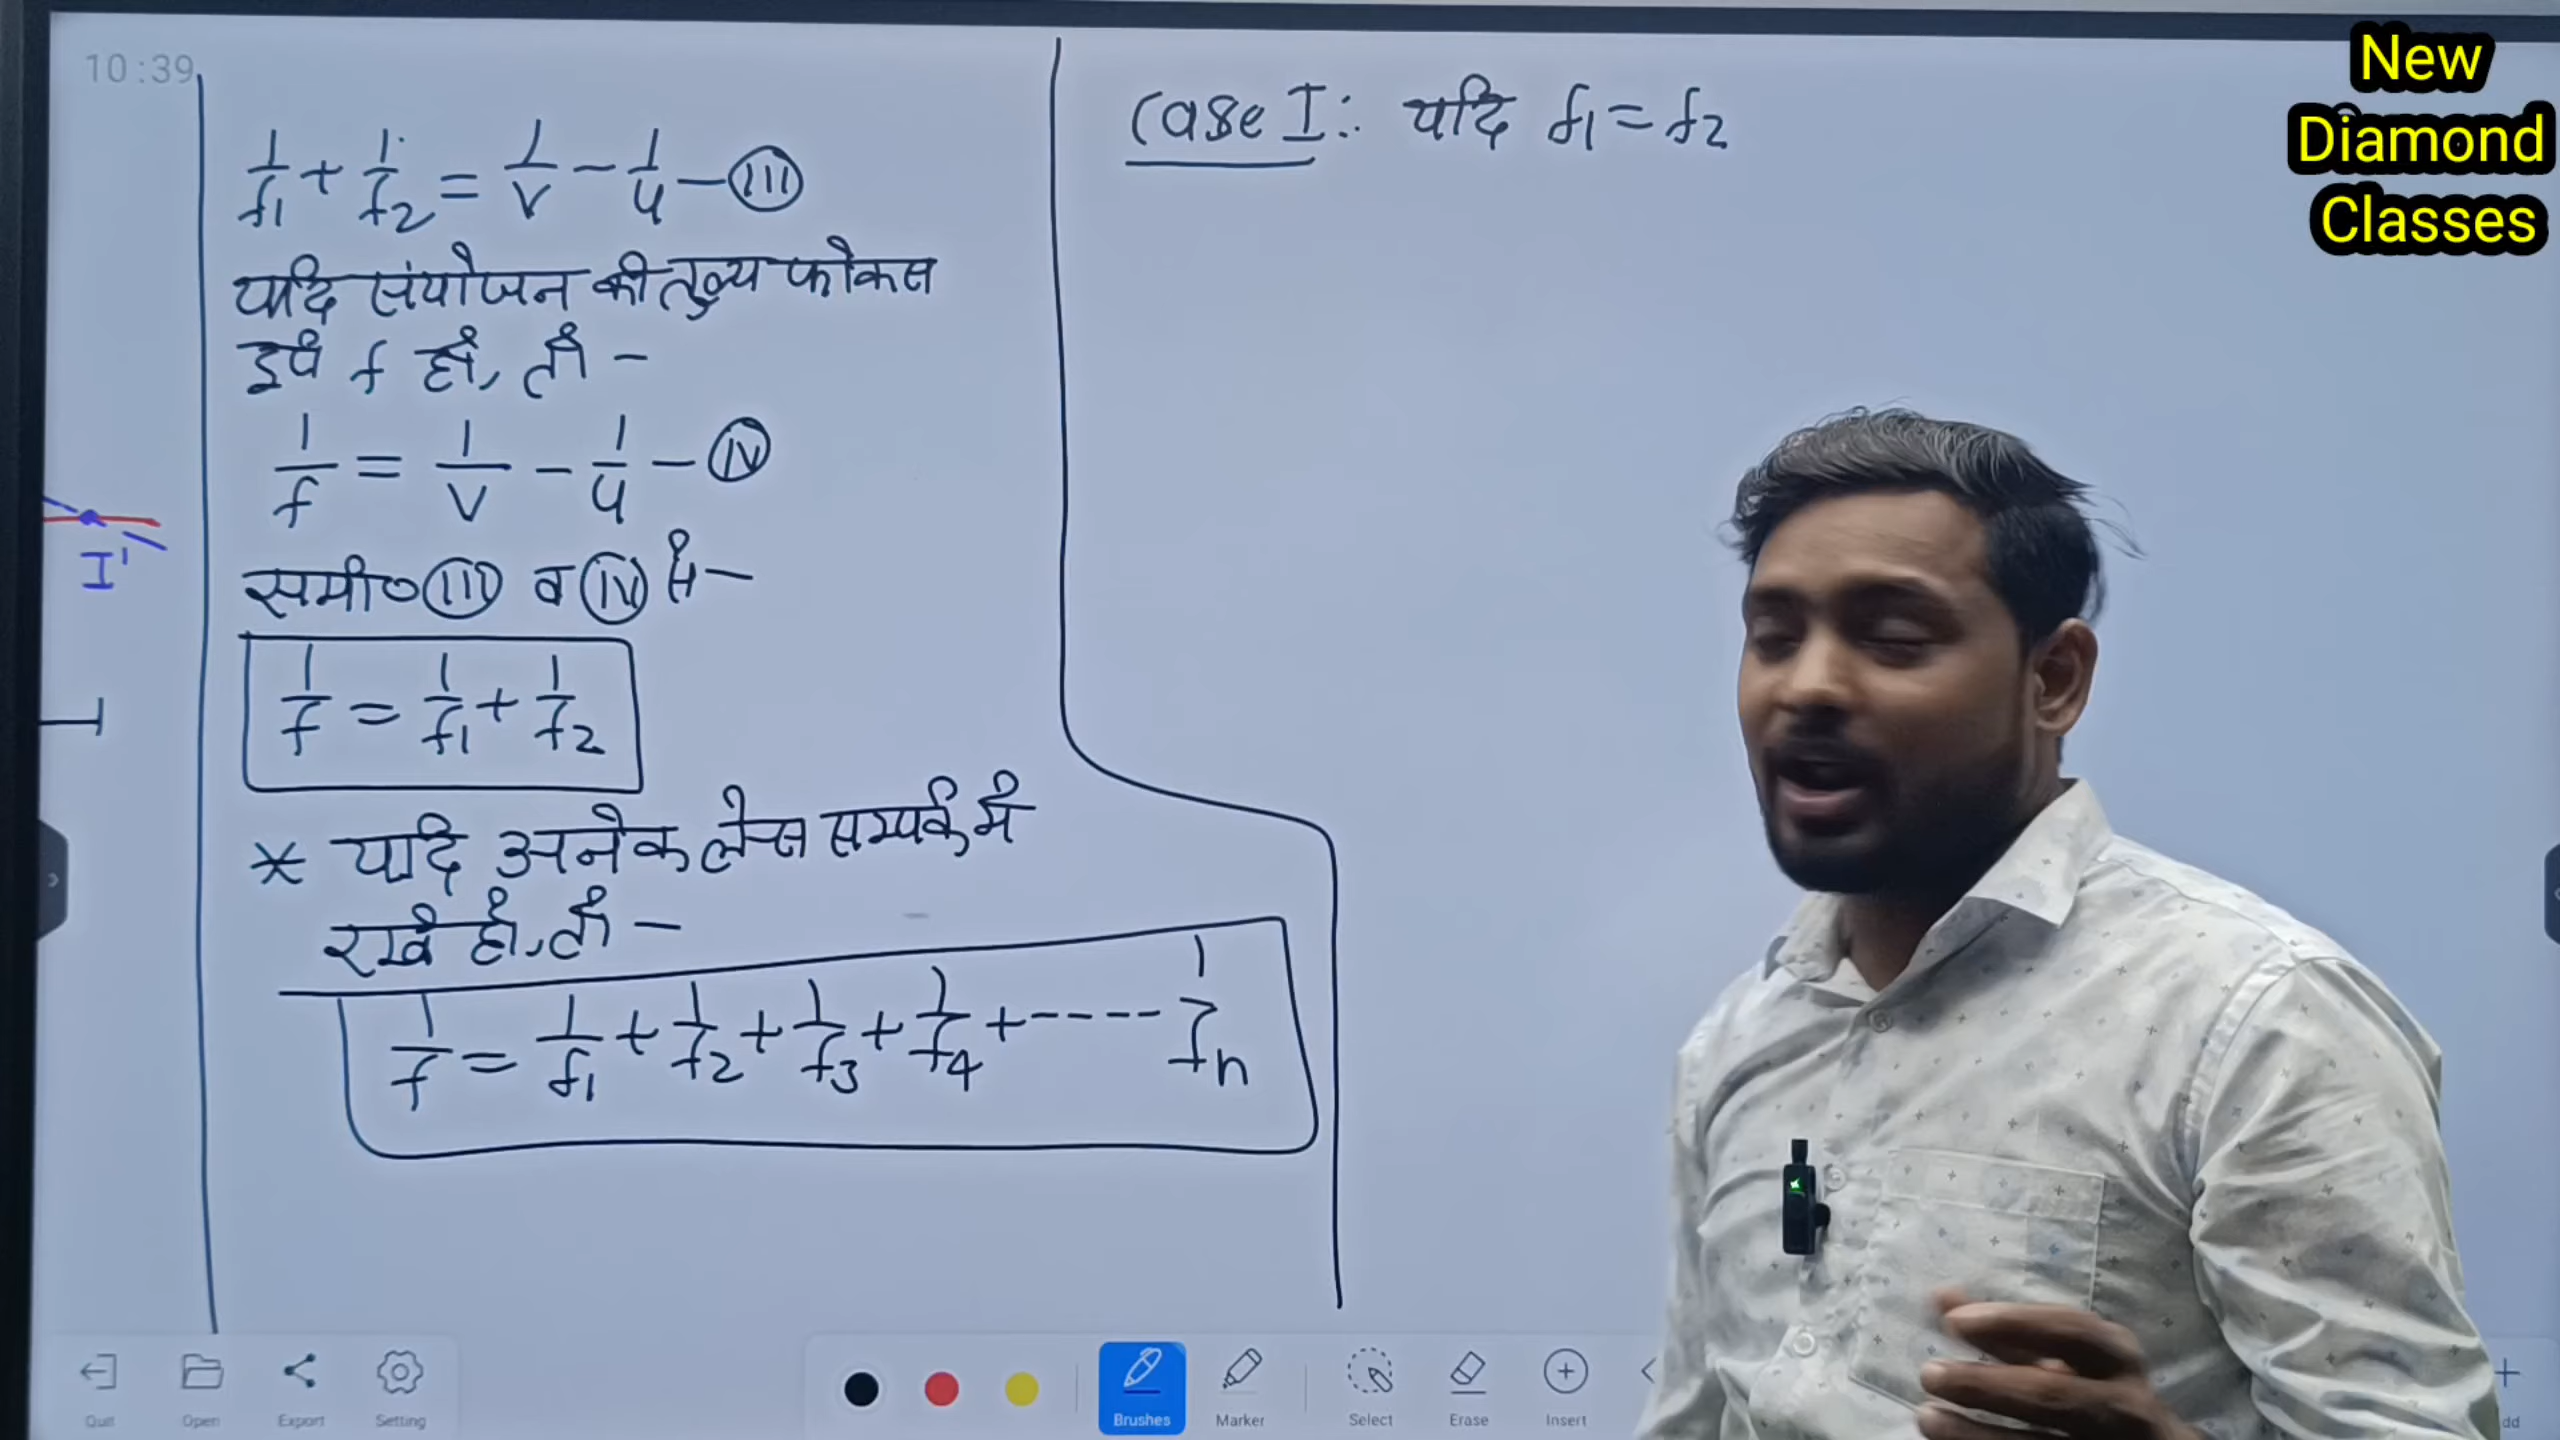 10:39
1/f1 + 1/f2 = 1/v - 1/u - (III)
यदि संयोजन की तुल्य फोकस
दूरी f हो, तो -
1/f = 1/v - 1/u - (IV)
समी० (III) व (IV) से -
1/f = 1/f1 + 1/f2
* यदि अनेक लेन्स सम्पर्क में
रखे हो, तो -
1/f = 1/f1 + 1/f2 + 1/f3 + 1/f4 + ---- 1/fn
I'
Case I:. यदि f1 = f2
New
Diamond
Classes
Quit
Open
Export
Setting
Brushes
Marker
Select
Erase
Insert
dd